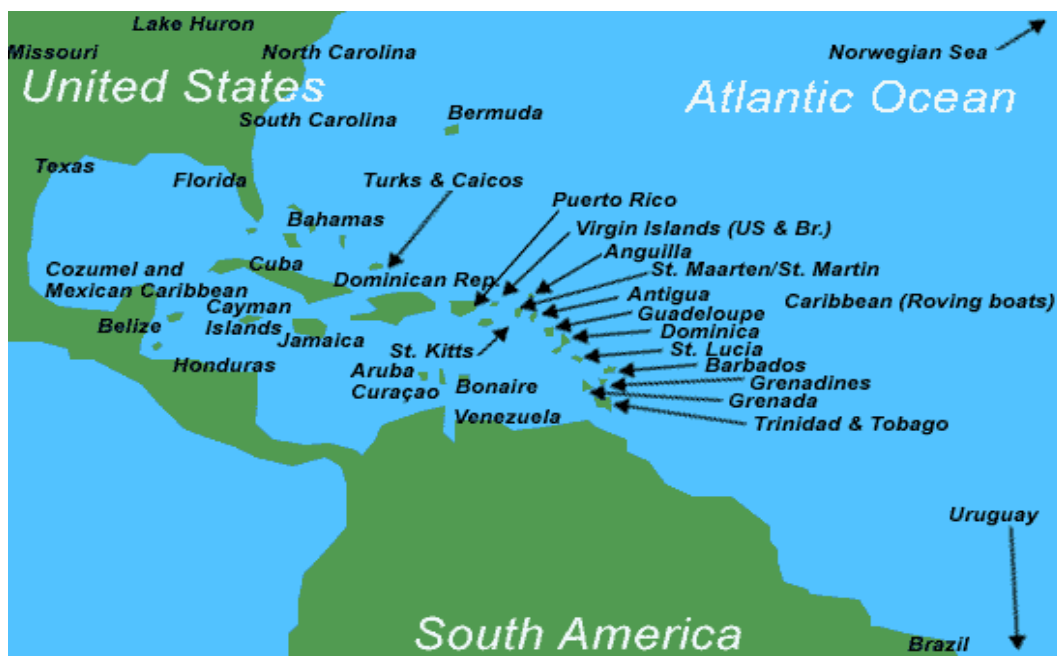 Lake Huron
Missouri
North Carolina
Norwegian Sea
United States
Atlantic Ocean
South Carolina
Bermuda
Texas
Florida
Turks & Caicos
Puerto Rico
Bahamas
Virgin Islands (US & Br.)
Anguilla
Cuba
Cozumel and
Mexican Caribbean
Dominican Rep.
St. Maarten/St. Martin
Antigua
Caribbean (Roving boats)
Cayman
Islands
Guadeloupe
Belize
Jamaica
Dominica
St. Kitts
St. Lucia
Honduras
Aruba
Barbados
Curaçao
Bonaire
Grenadines
Grenada
Venezuela
Trinidad & Tobago
Uruguay
South America
Brazil